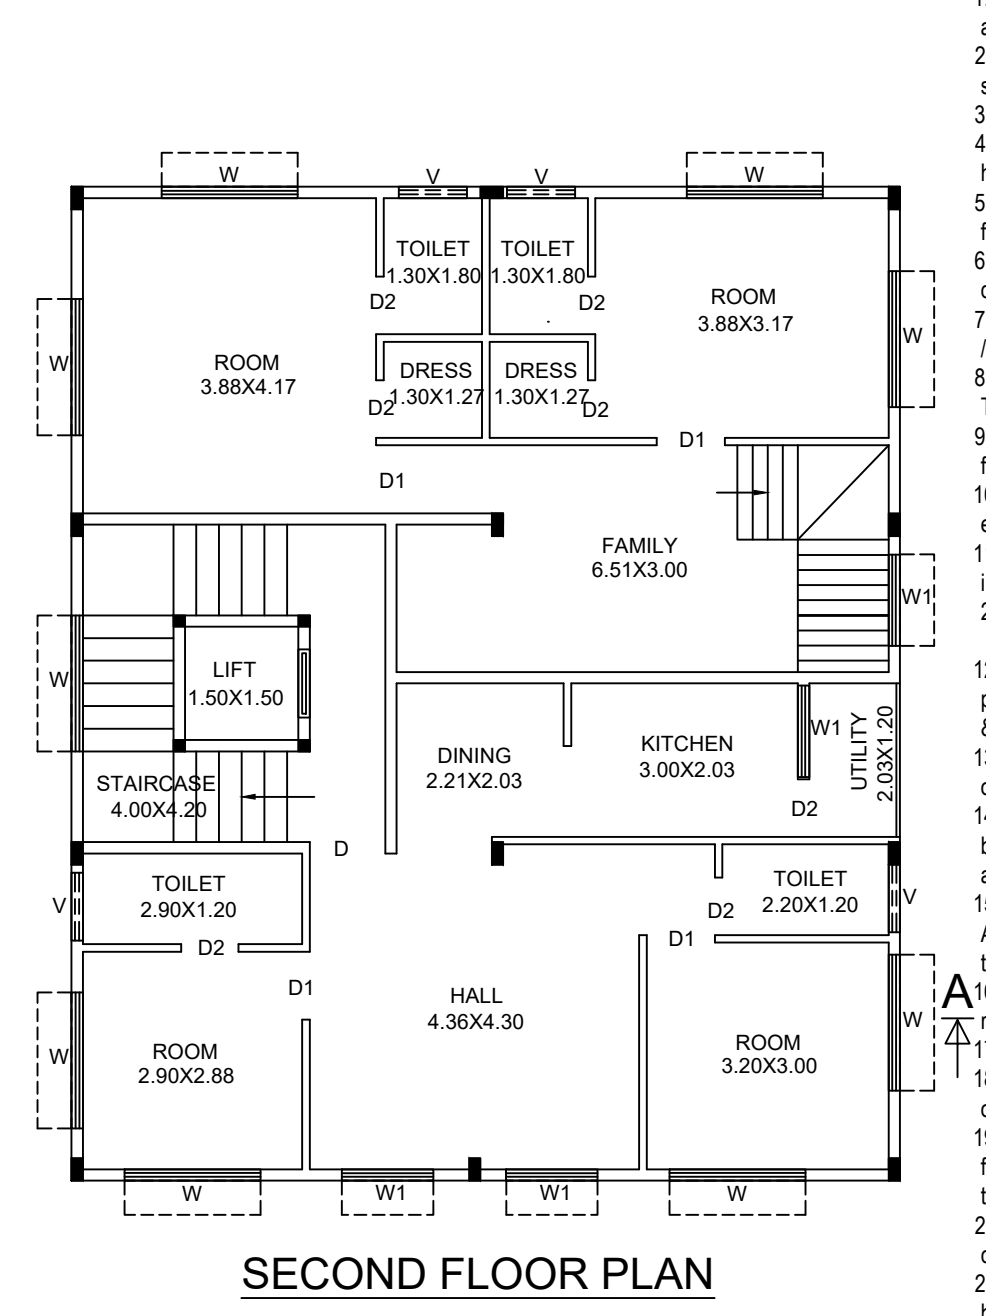 W
V
V
W
TOILET
1.30X1.80
TOILET
1.30X1.80
D2
D2
ROOM
3.88X3.17
W
W
ROOM
3.88X4.17
DRESS
1.30X1.27
DRESS
1.30X1.27
D2
D2
D1
D1
FAMILY
6.51X3.00
W1
LIFT
1.50X1.50
W
DINING
2.21X2.03
KITCHEN
3.00X2.03
W1
UTILITY
2.03X1.20
STAIRCASE
4.00X4.20
D2
D
TOILET
2.90X1.20
TOILET
2.20X1.20
V
V
D2
D2
D1
D1
HALL
4.36X4.30
A
W
W
ROOM
2.90X2.88
ROOM
3.20X3.00
W
W1
W1
W
SECOND FLOOR PLAN